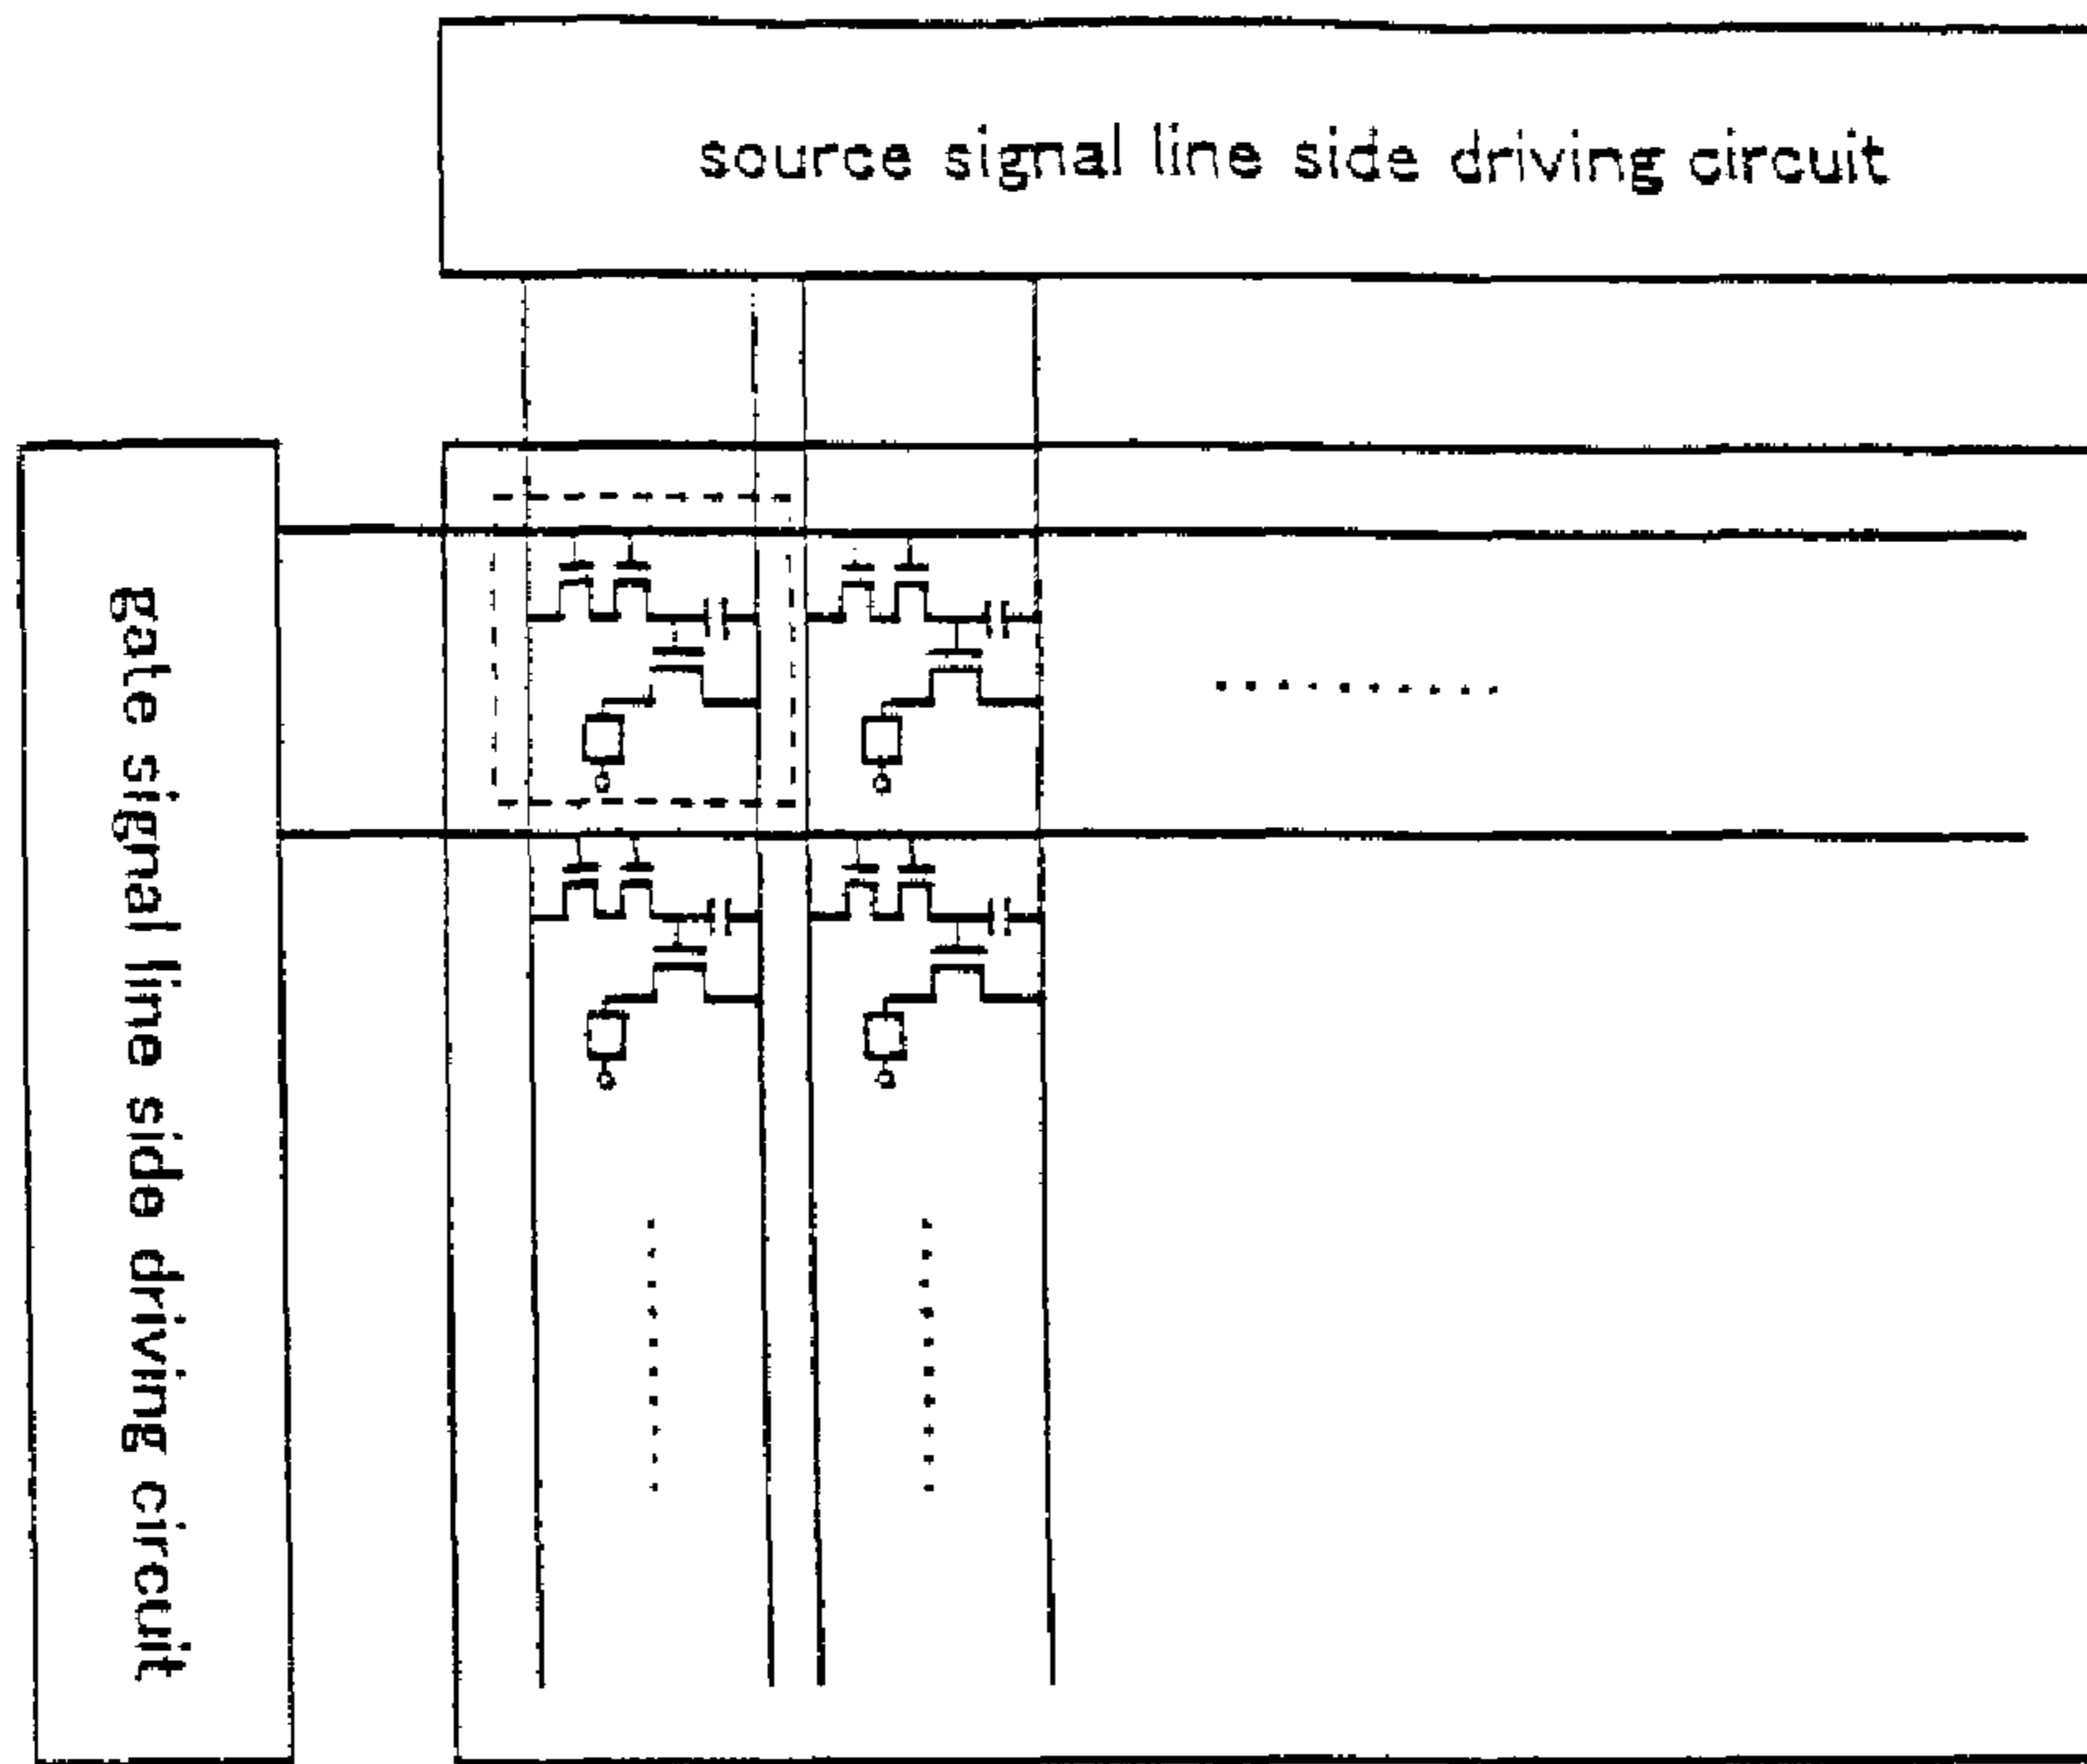 source signal line side driving circuit
gate signal line side driving circuit